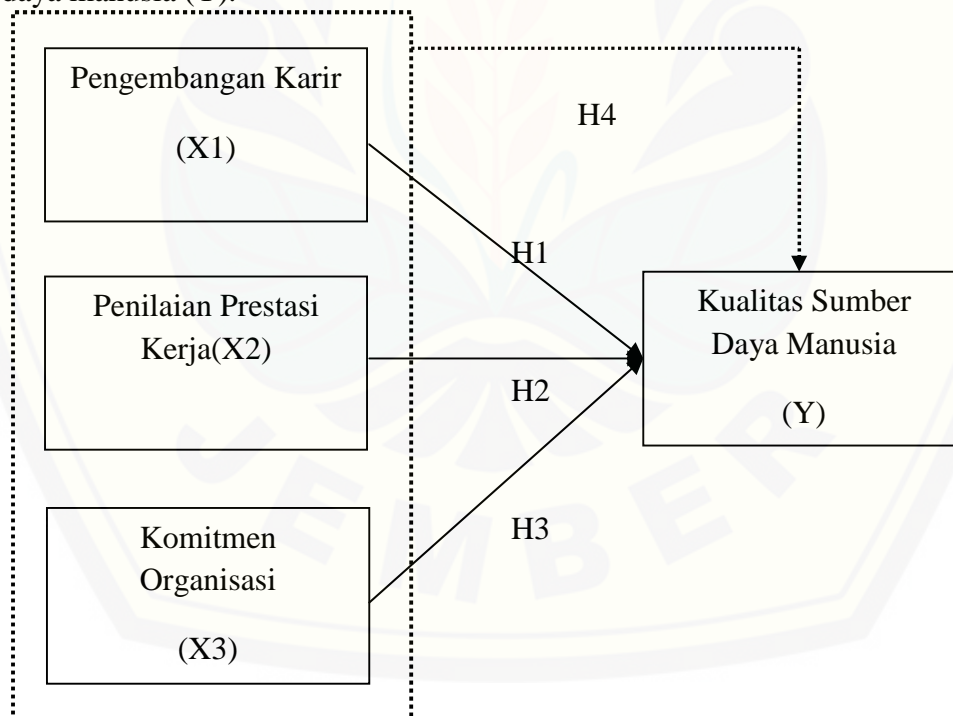 daya manusia (Y).
Pengembangan Karir
(X1)
H4
H1
Penilaian Prestasi
Kerja(X2)
Kualitas Sumber
Daya Manusia
(Y)
H2
Komitmen
Organisasi
(X3)
H3
JEMBER